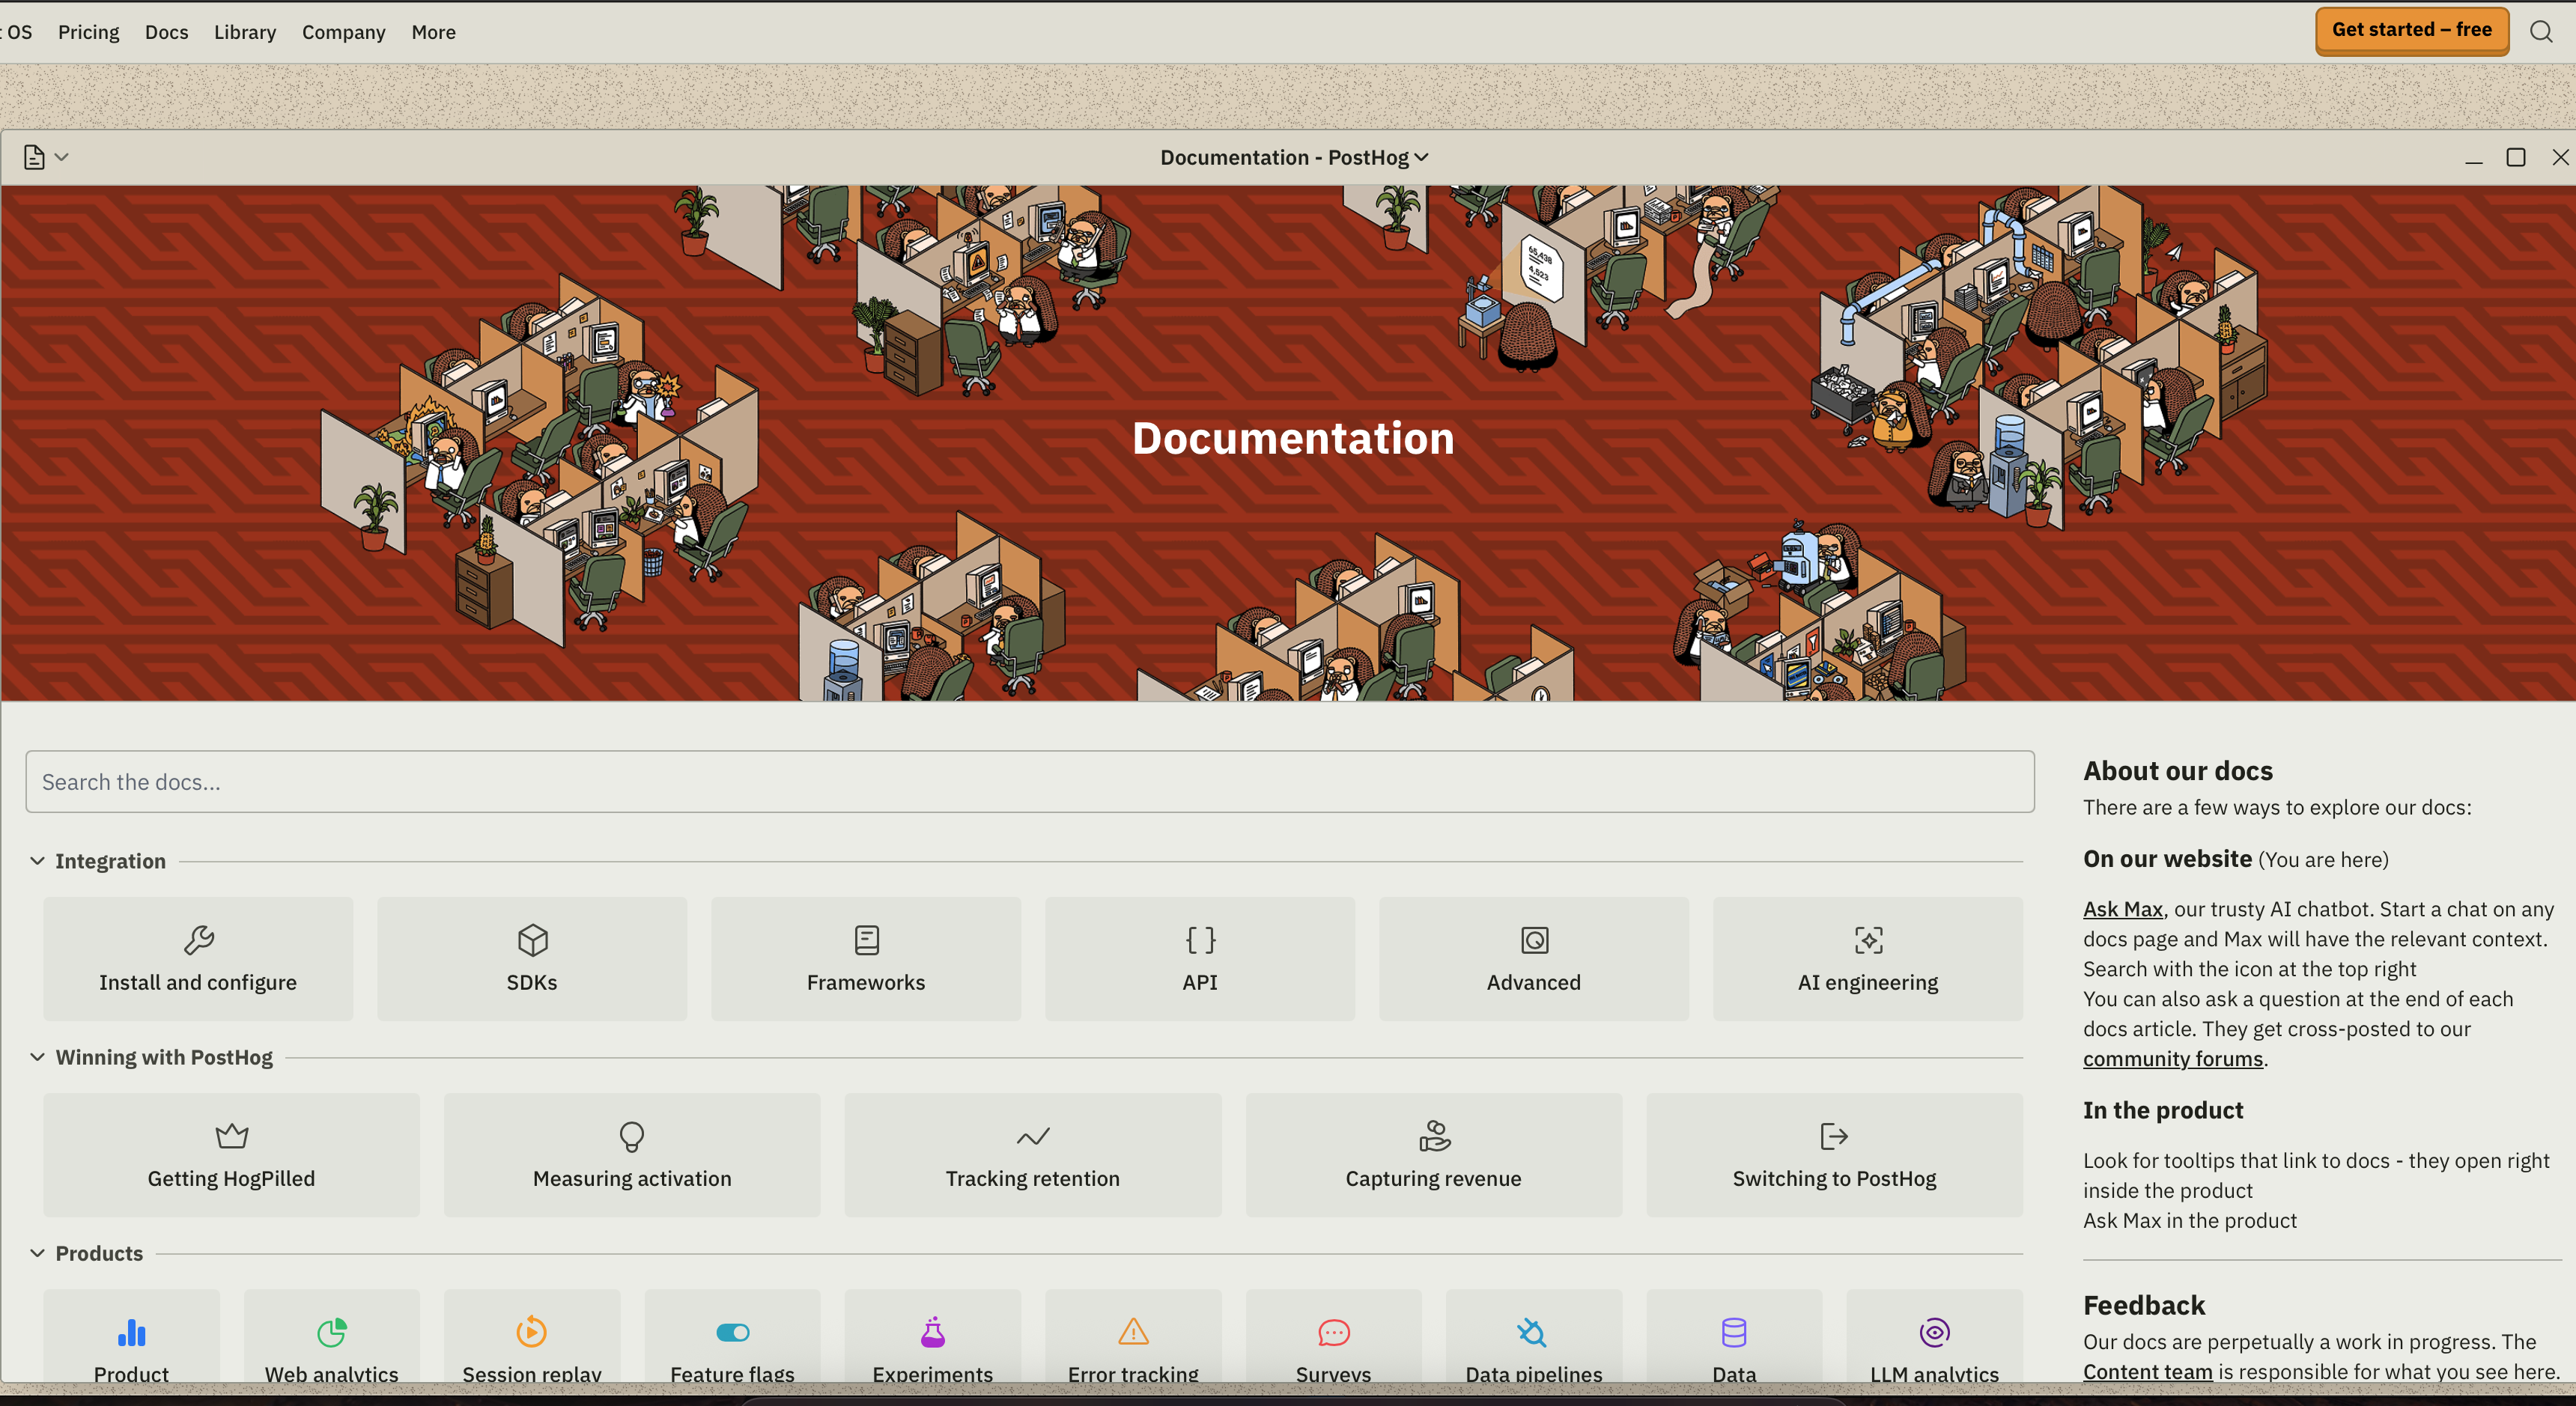 OS Pricing Docs Library Company More
Get started – free
Documentation - PostHog
65,438
4,523
Documentation
Search the docs...
Integration
Install and configure
SDKs
Frameworks
API
Advanced
AI engineering
Winning with PostHog
Getting HogPilled
Measuring activation
Tracking retention
Capturing revenue
Switching to PostHog
Products
Product
Web analytics
Session replay
Feature flags
Experiments
Error tracking
Surveys
Data pipelines
Data
LLM analytics
About our docs
There are a few ways to explore our docs:
On our website (You are here)
Ask Max, our trusty AI chatbot. Start a chat on any
docs page and Max will have the relevant context.
Search with the icon at the top right
You can also ask a question at the end of each
docs article. They get cross-posted to our
community forums.
In the product
Look for tooltips that link to docs - they open right
inside the product
Ask Max in the product
Feedback
Our docs are perpetually a work in progress. The
Content team is responsible for what you see here.